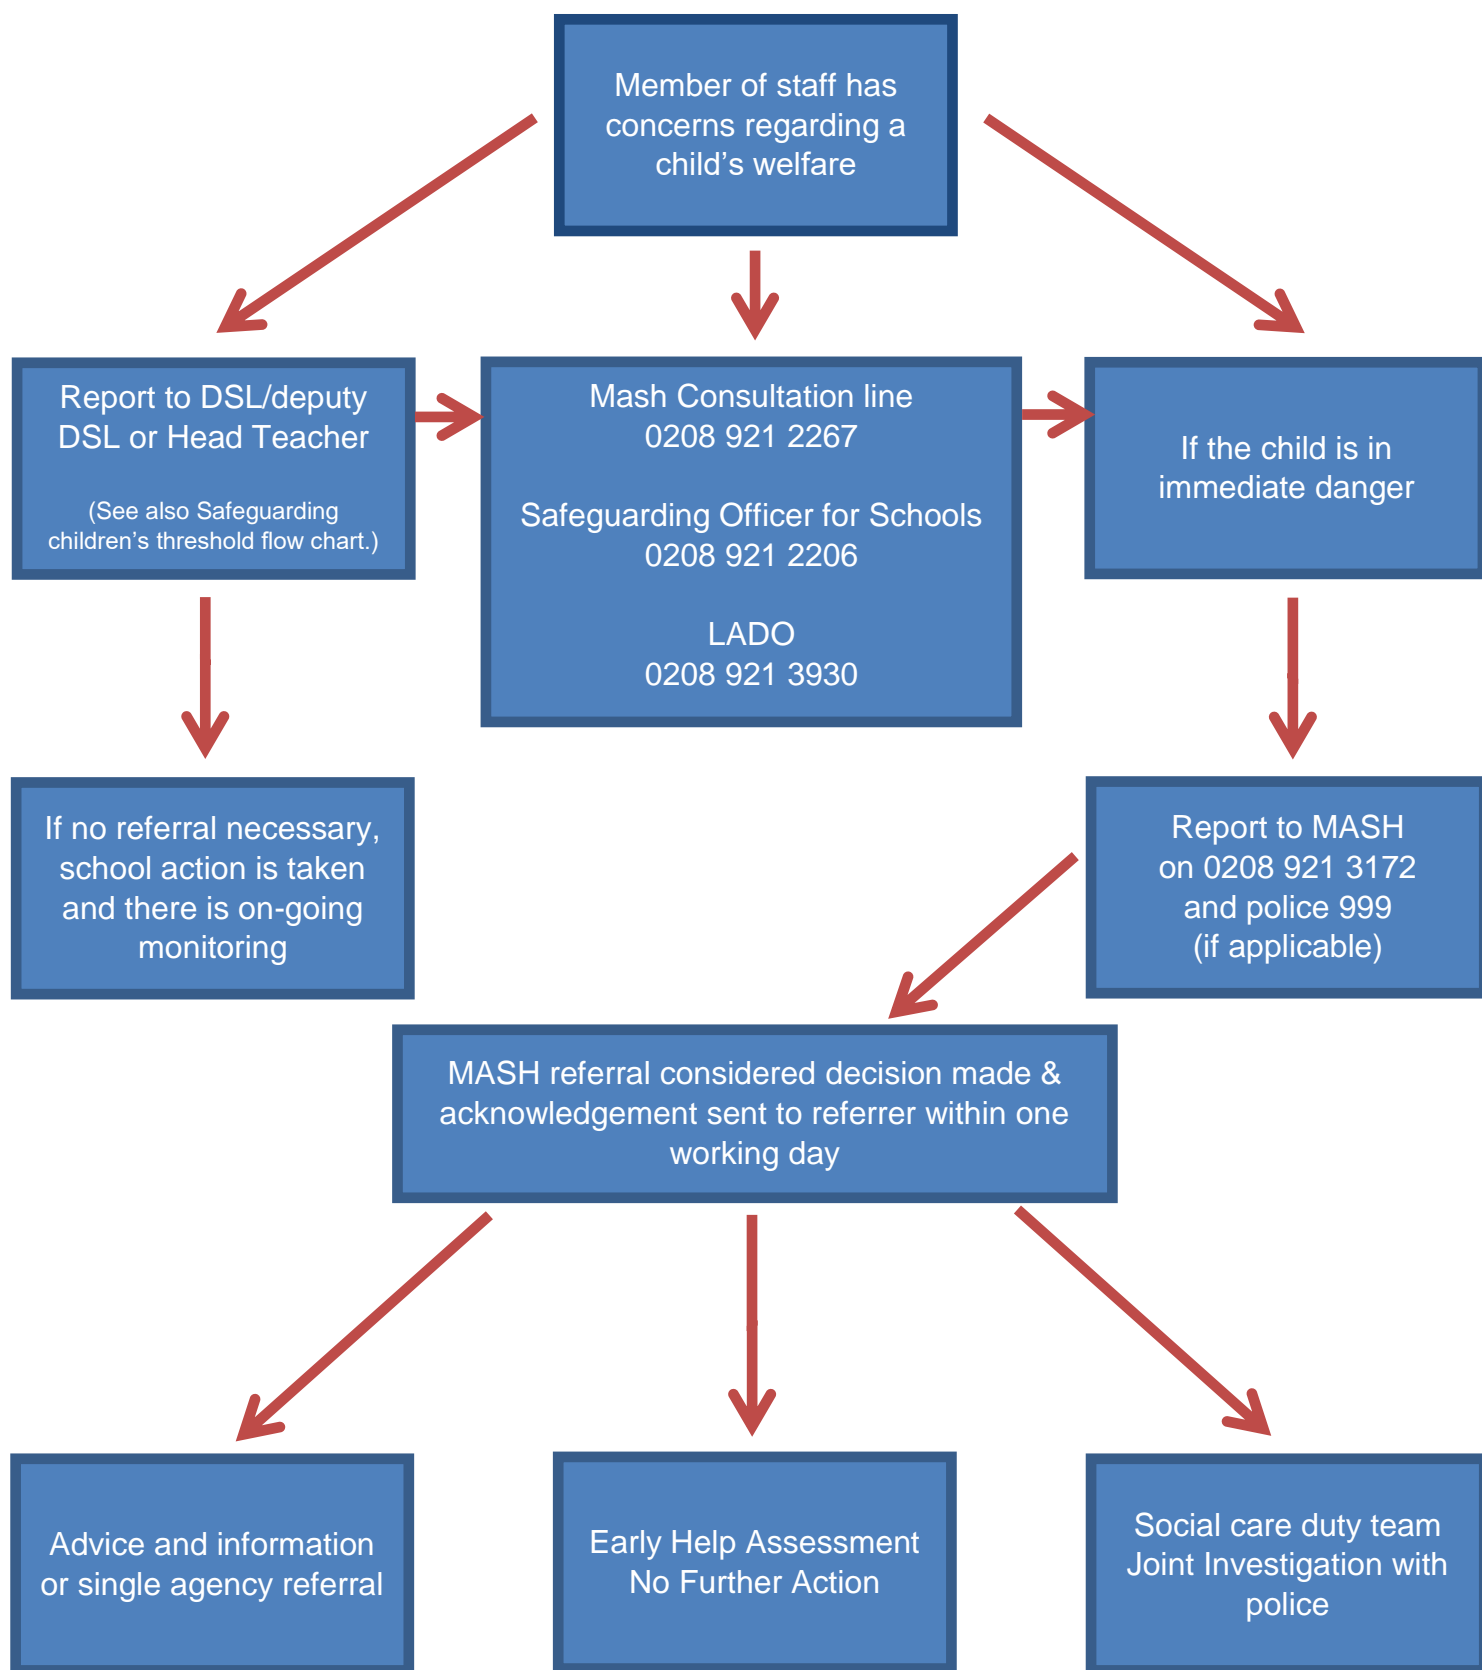 Member of staff has
concerns regarding a
child’s welfare
Report to DSL/deputy
DSL or Head Teacher
(See also Safeguarding
children’s threshold flow chart.)
Mash Consultation line
0208 921 2267
Safeguarding Officer for Schools
0208 921 2206
LADO
0208 921 3930
If the child is in
immediate danger
If no referral necessary,
school action is taken
and there is on-going
monitoring
Report to MASH
on 0208 921 3172
and police 999
(if applicable)
MASH referral considered decision made &
acknowledgement sent to referrer within one
working day
Advice and information
or single agency referral
Early Help Assessment
No Further Action
Social care duty team
Joint Investigation with
police